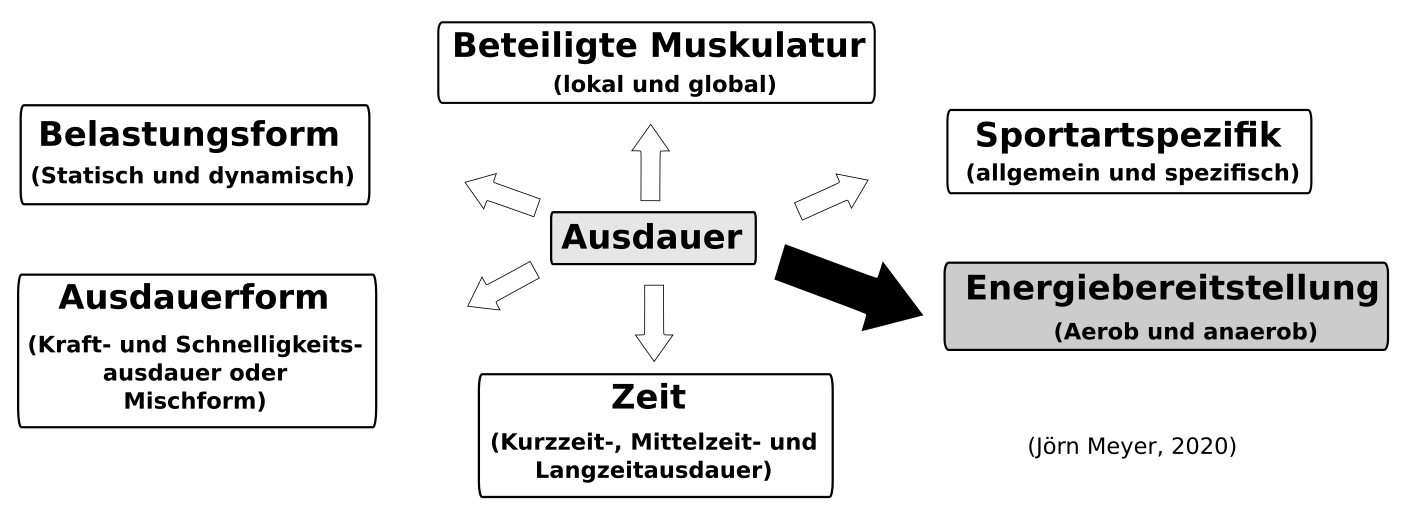 Beteiligte Muskulatur
(lokal und global)
Belastungsform
(Statisch und dynamisch)
Sportartspezifik
(allgemein und spezifisch)
Ausdauer
Ausdauerform
(Kraft- und Schnelligkeits-
ausdauer oder
Mischform)
Energiebereitstellung
(Aerob und anaerob)
Zeit
(Kurzzeit-, Mittelzeit- und
Langzeitausdauer)
(Jörn Meyer, 2020)